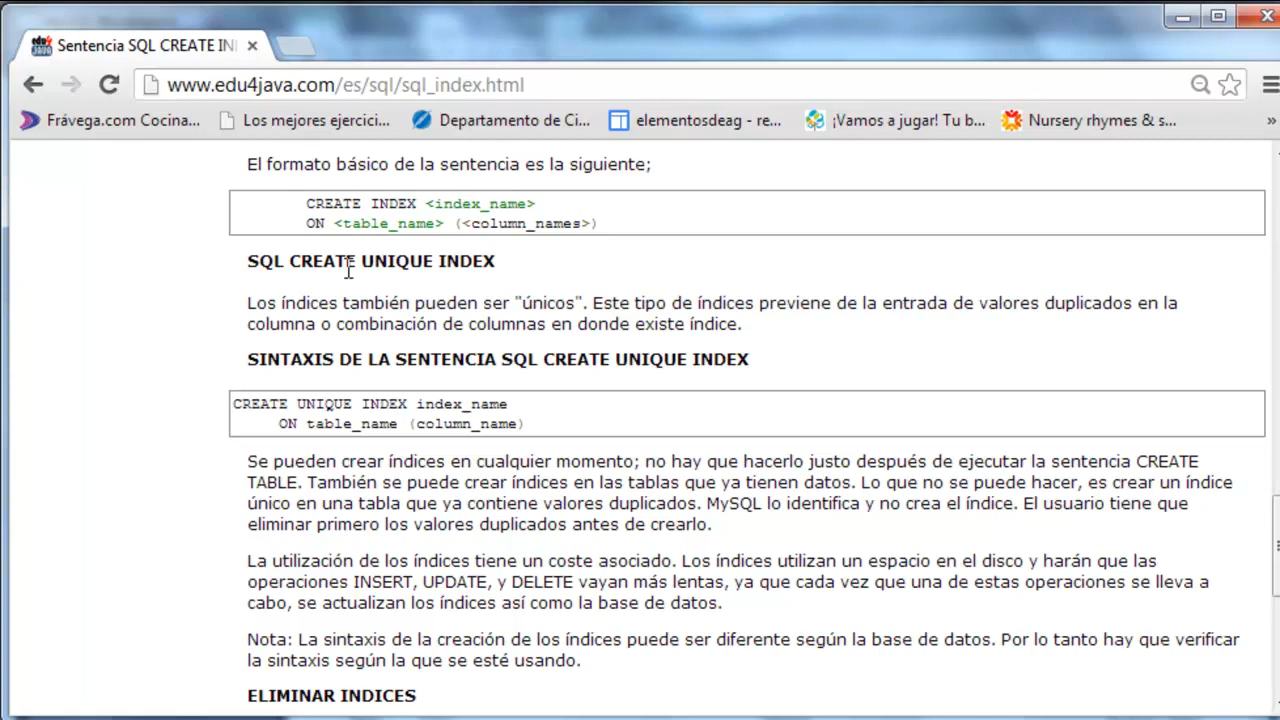 Sentencia SQL CREATE IN
www.edu4java.com/es/sql/sql_index.html
Frávega.com Cocina... Los mejores ejercici... Departamento de Ci... elementosdeag - re... ¡Vamos a jugar! Tu b... Nursery rhymes & s... »
El formato básico de la sentencia es la siguiente;
CREATE INDEX <index_name>
ON <table_name> (<column_names>)
SQL CREATE UNIQUE INDEX
Los índices también pueden ser "únicos". Este tipo de índices previene de la entrada de valores duplicados en la
columna o combinación de columnas en donde existe índice.
SINTAXIS DE LA SENTENCIA SQL CREATE UNIQUE INDEX
CREATE UNIQUE INDEX index_name
ON table_name (column_name)
Se pueden crear índices en cualquier momento; no hay que hacerlo justo después de ejecutar la sentencia CREATE
TABLE. También se puede crear índices en las tablas que ya tienen datos. Lo que no se puede hacer, es crear un índice
único en una tabla que ya contiene valores duplicados. MySQL lo identifica y no crea el índice. El usuario tiene que
eliminar primero los valores duplicados antes de crearlo.
La utilización de los índices tiene un coste asociado. Los índices utilizan un espacio en el disco y harán que las
operaciones INSERT, UPDATE, y DELETE vayan más lentas, ya que cada vez que una de estas operaciones se lleva a
cabo, se actualizan los índices así como la base de datos.
Nota: La sintaxis de la creación de los índices puede ser diferente según la base de datos. Por lo tanto hay que verificar
la sintaxis según la que se esté usando.
ELIMINAR INDICES